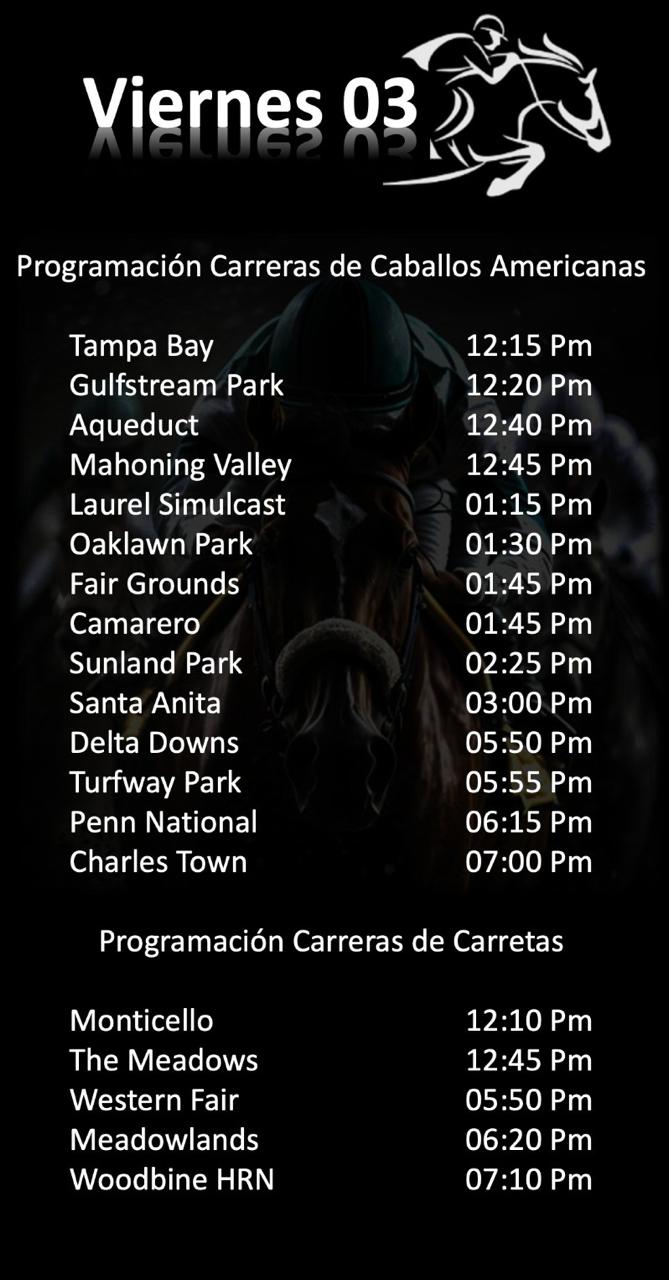 Viernes 03
Programación Carreras de Caballos Americanas
Tampa Bay 12:15 Pm
Gulfstream Park 12:20 Pm
Aqueduct 12:40 Pm
Mahoning Valley 12:45 Pm
Laurel Simulcast 01:15 Pm
Oaklawn Park 01:30 Pm
Fair Grounds 01:45 Pm
Camarero 01:45 Pm
Sunland Park 02:25 Pm
Santa Anita 03:00 Pm
Delta Downs 05:50 Pm
Turfway Park 05:55 Pm
Penn National 06:15 Pm
Charles Town 07:00 Pm
Programación Carreras de Carretas
Monticello 12:10 Pm
The Meadows 12:45 Pm
Western Fair 05:50 Pm
Meadowlands 06:20 Pm
Woodbine HRN 07:10 Pm